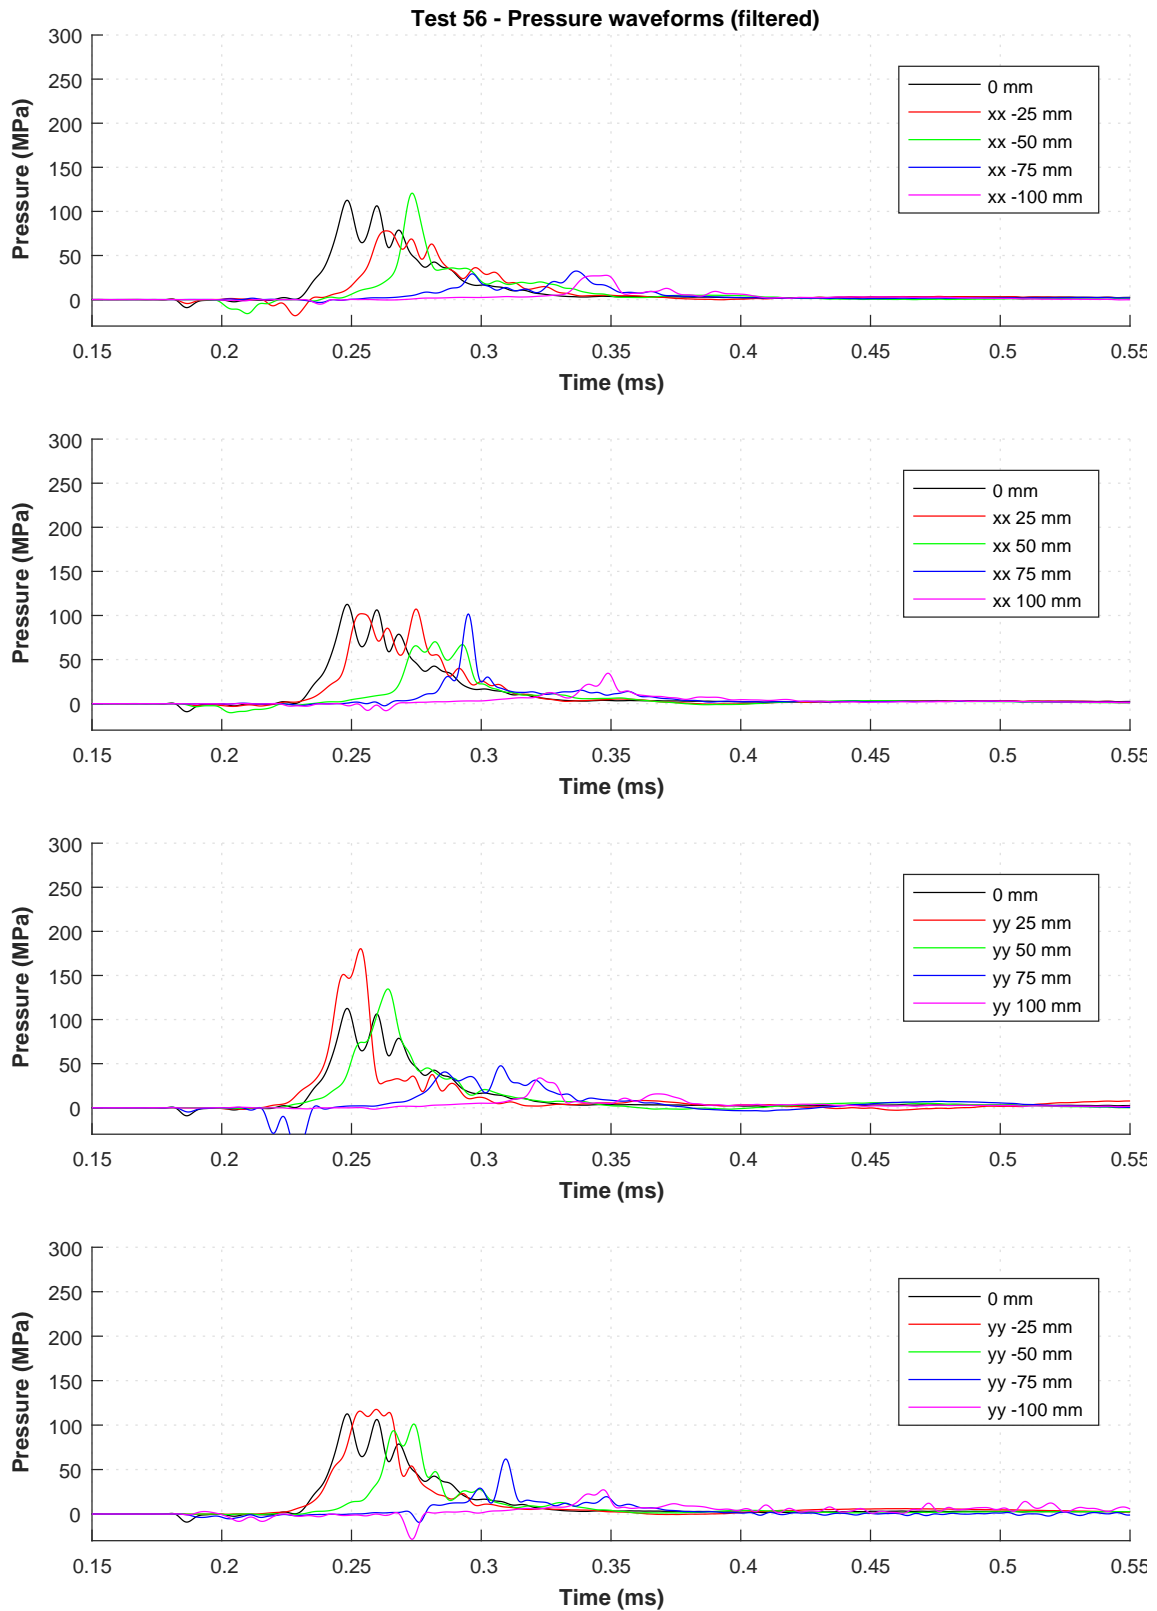 Test 56 - Pressure waveforms (filtered)
300
250
200
150
100
50
0
Pressure (MPa)
0 mm
xx -25 mm
xx -50 mm
xx -75 mm
xx -100 mm
0.15 0.2 0.25 0.3 0.35 0.4 0.45 0.5 0.55
Time (ms)
300
250
200
150
100
50
0
Pressure (MPa)
0 mm
xx 25 mm
xx 50 mm
xx 75 mm
xx 100 mm
0.15 0.2 0.25 0.3 0.35 0.4 0.45 0.5 0.55
Time (ms)
300
250
200
150
100
50
0
Pressure (MPa)
0 mm
yy 25 mm
yy 50 mm
yy 75 mm
yy 100 mm
0.15 0.2 0.25 0.3 0.35 0.4 0.45 0.5 0.55
Time (ms)
300
250
200
150
100
50
0
Pressure (MPa)
0 mm
yy -25 mm
yy -50 mm
yy -75 mm
yy -100 mm
0.15 0.2 0.25 0.3 0.35 0.4 0.45 0.5 0.55
Time (ms)